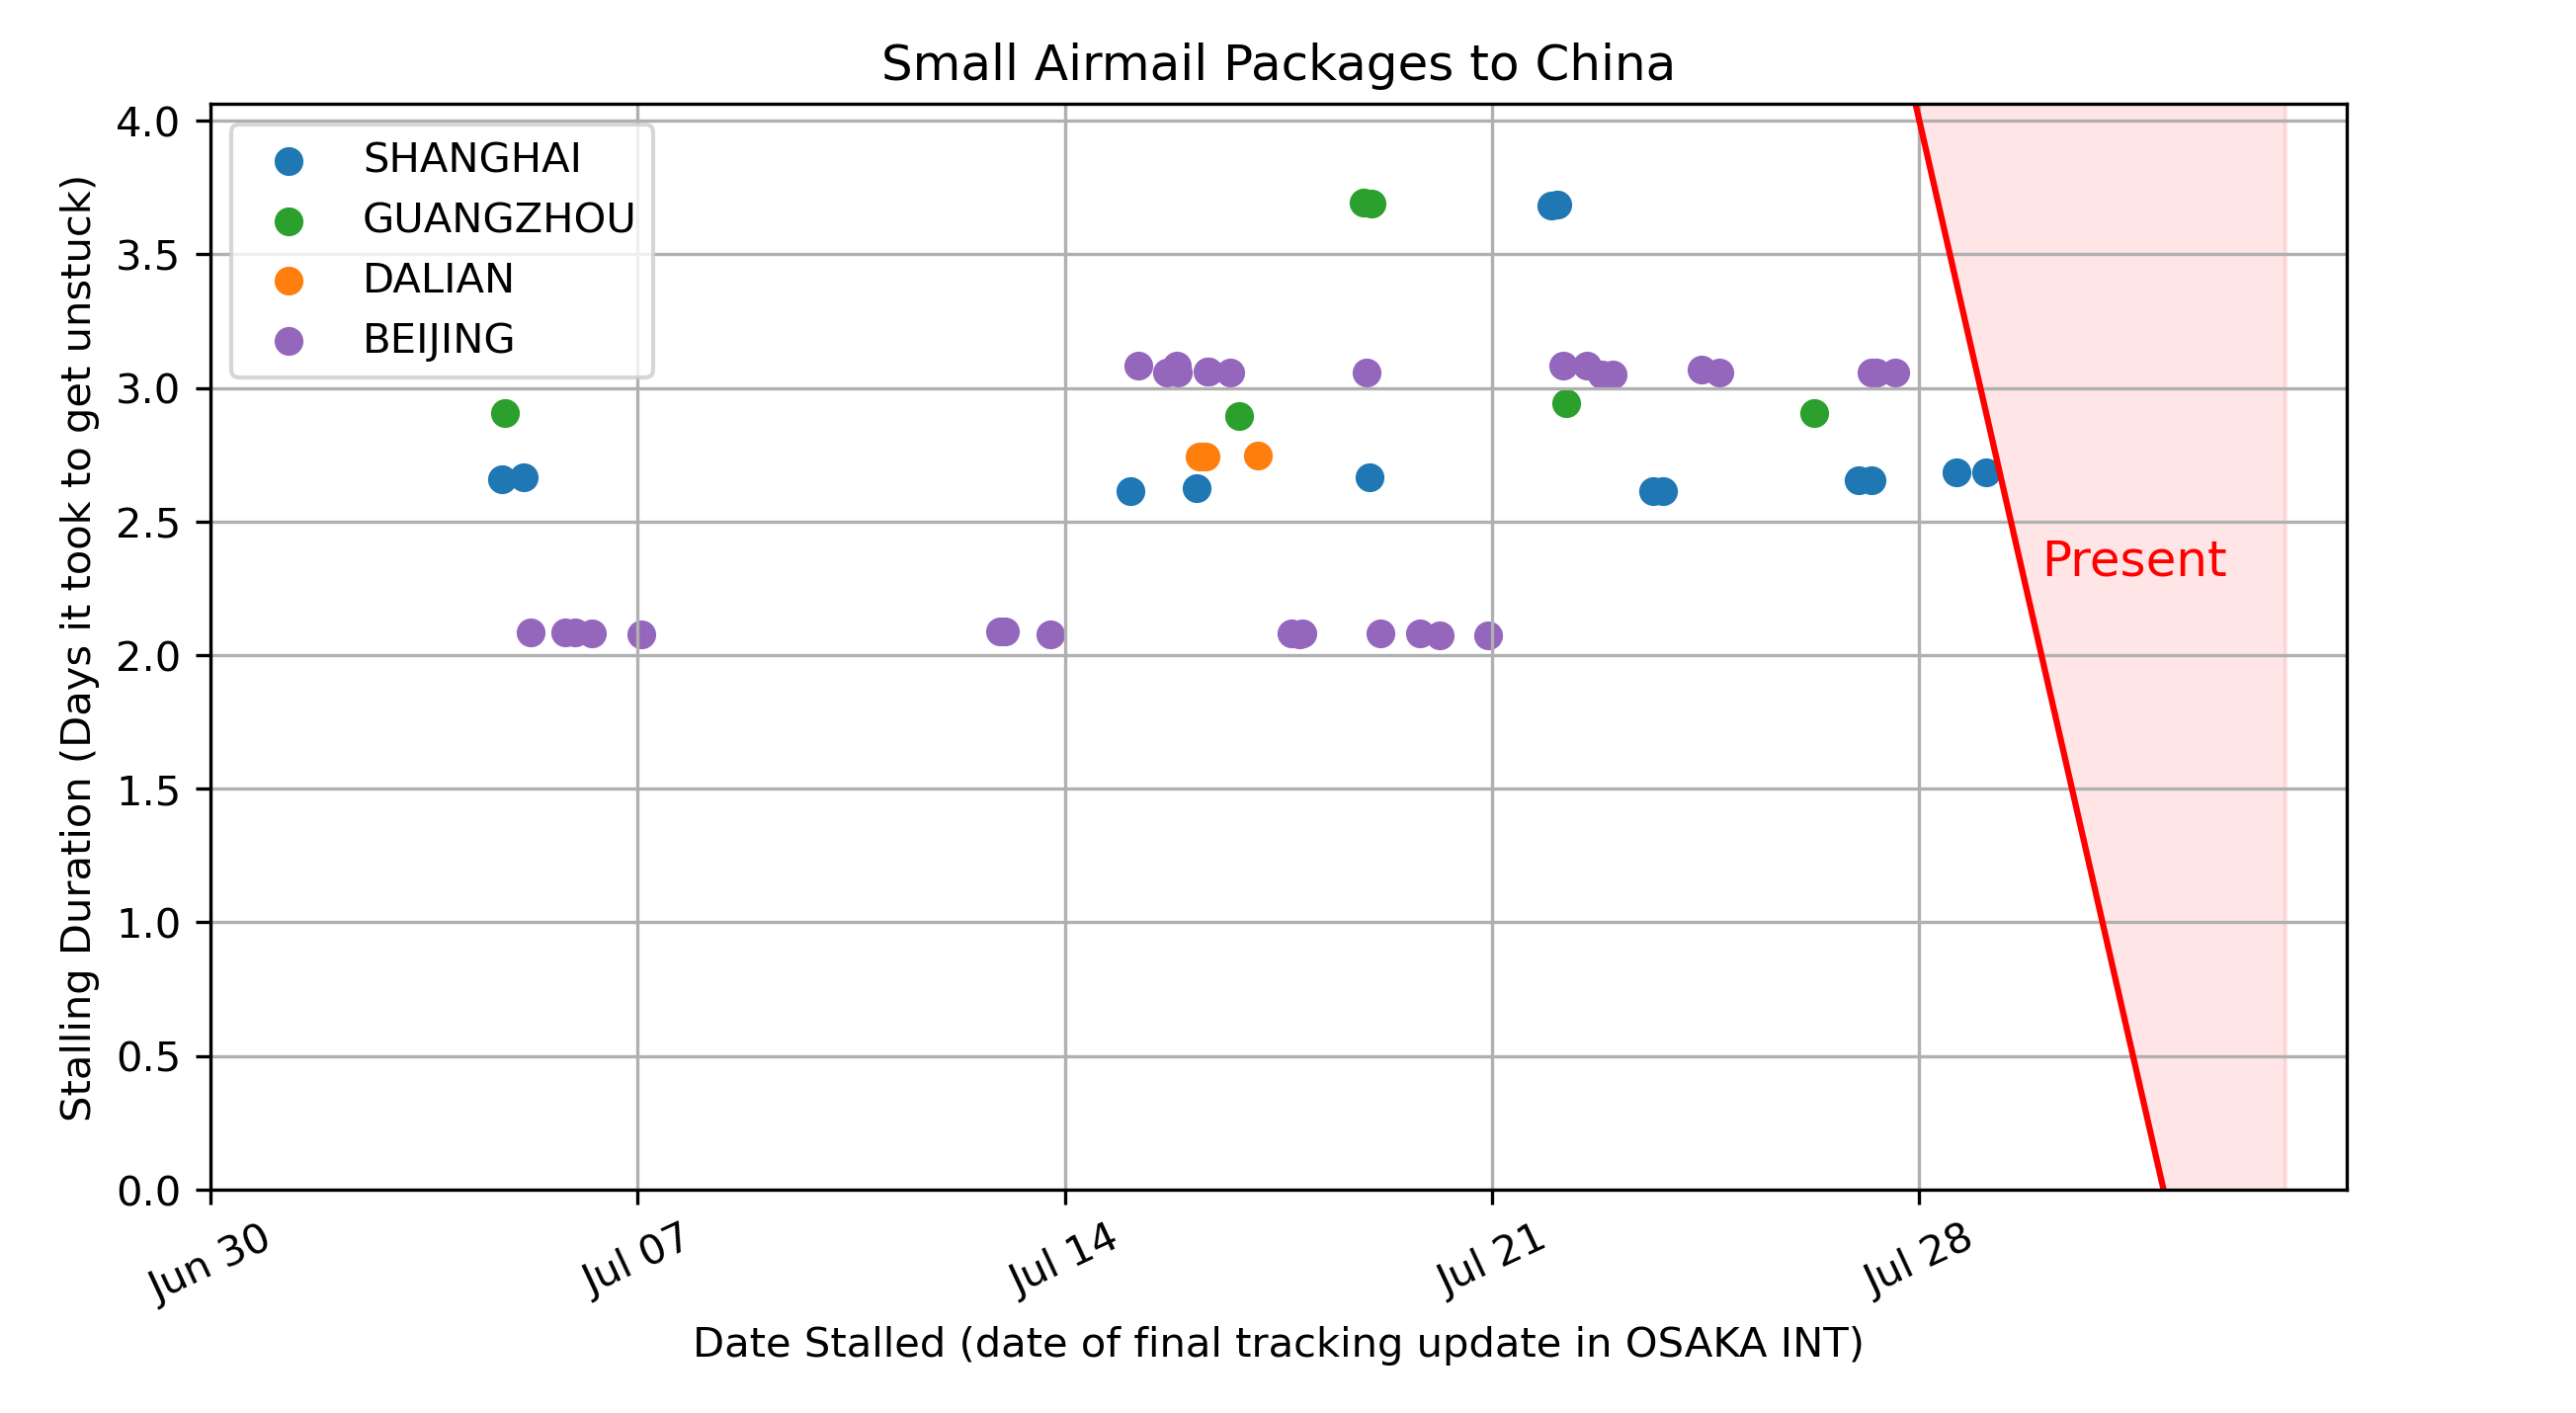 Small Airmail Packages to China
Stalling Duration (Days it took to get unstuck)
4.0
3.5
3.0
2.5
2.0
1.5
1.0
0.5
0.0
SHANGHAI
GUANGZHOU
DALIAN
BEIJING
Present
Jun 30
Jul 07
Jul 14
Jul 21
Jul 28
Date Stalled (date of final tracking update in OSAKA INT)